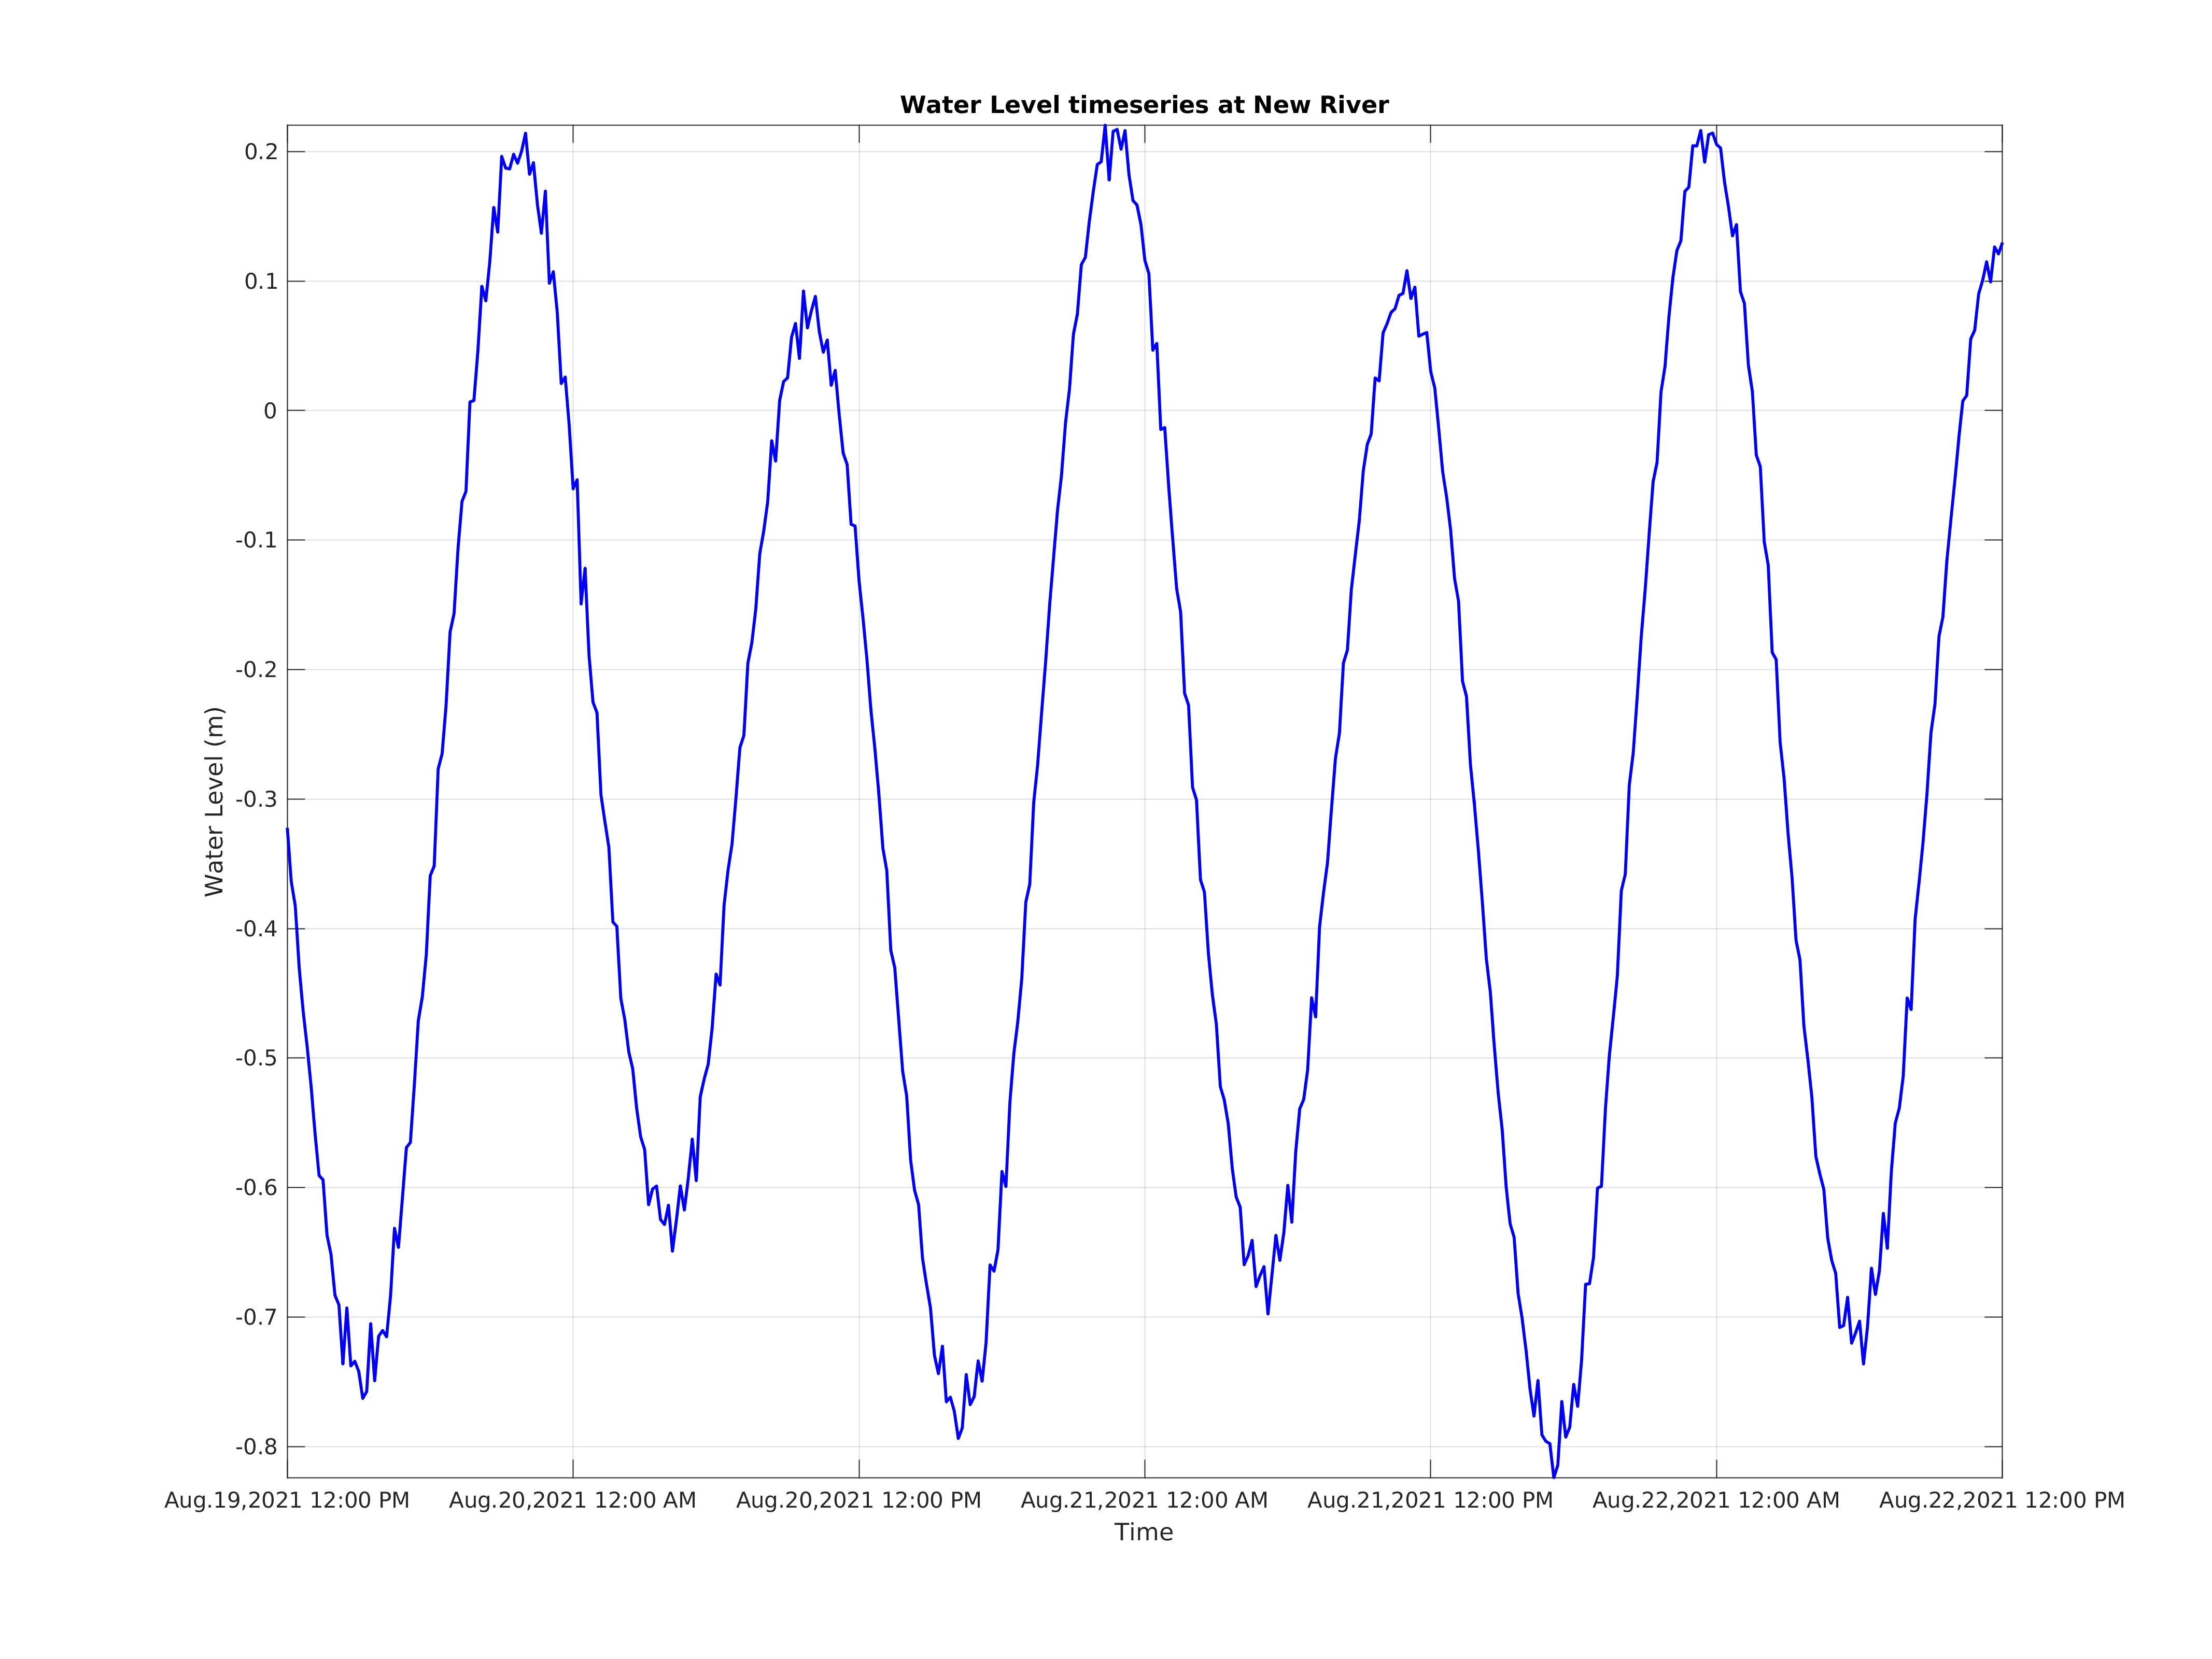 Water Level timeseries at New River
0.2
0.1
0
-0.1
-0.2
-0.3
-0.4
-0.5
-0.6
-0.7
-0.8
Water Level (m)
Aug.19,2021 12:00 PM Aug.20,2021 12:00 AM Aug.20,2021 12:00 PM Aug.21,2021 12:00 AM Aug.21,2021 12:00 PM Aug.22,2021 12:00 AM Aug.22,2021 12:00 PM
Time